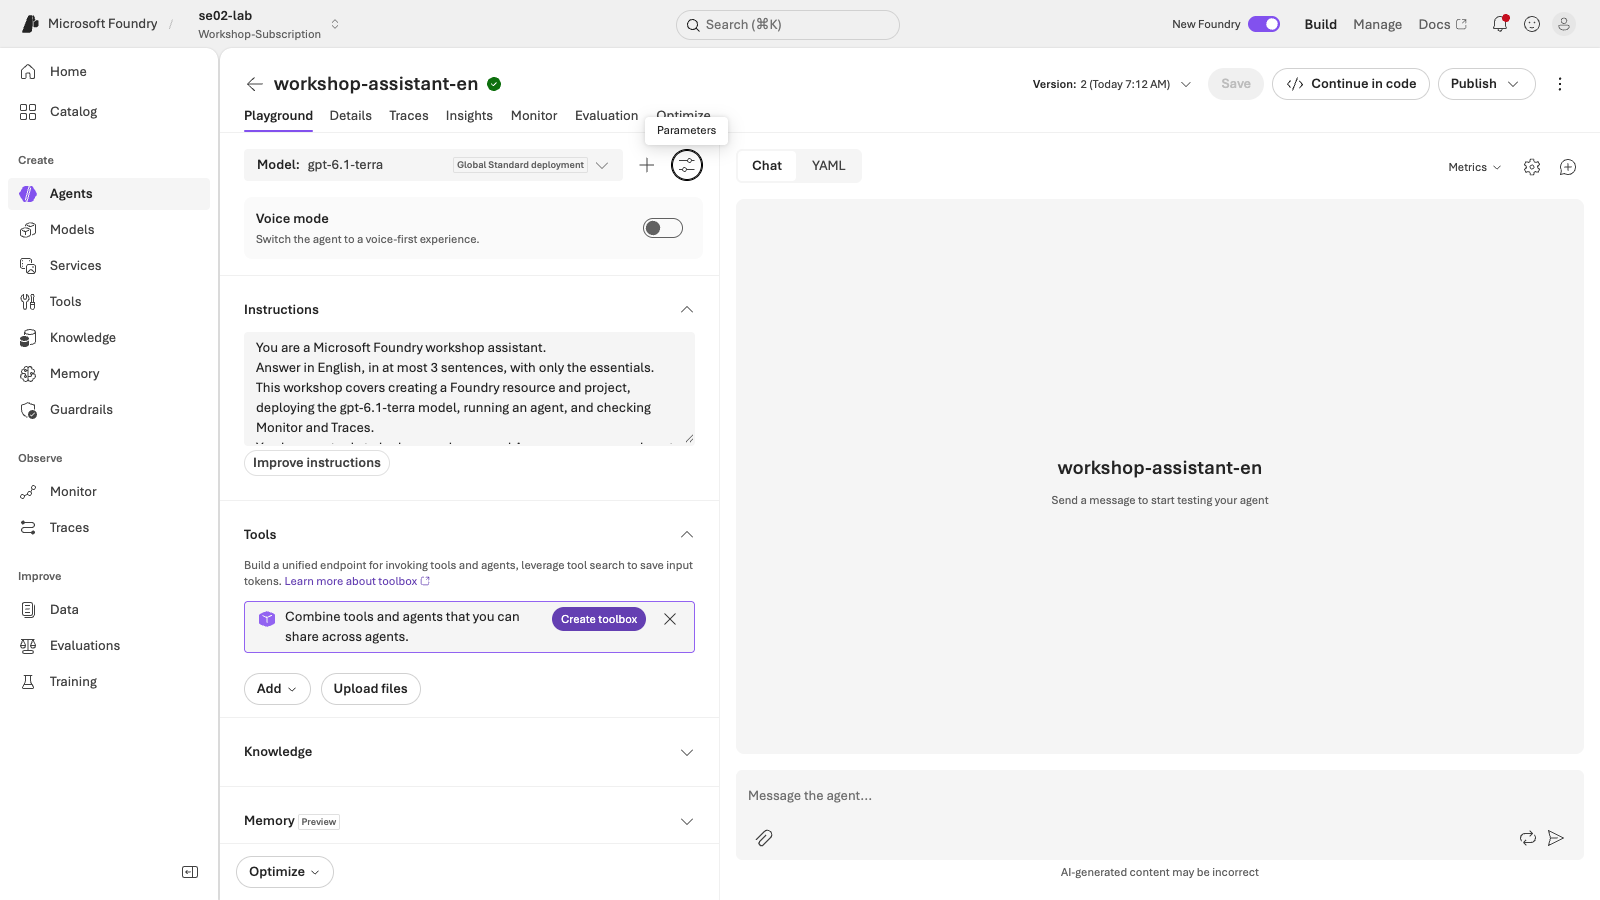 Microsoft Foundry
/
se02-lab
Workshop-Subscription
Search (⌘K)
New Foundry
Build
Manage
Docs
Home
Catalog
Create
Agents
Models
Services
Tools
Knowledge
Memory
Guardrails
Observe
Monitor
Traces
Improve
Data
Evaluations
Training
workshop-assistant-en
Version: 2 (Today 7:12 AM)
Save
Continue in code
Publish
Playground
Details
Traces
Insights
Monitor
Evaluation
Optimize
Parameters
Model: gpt-6.1-terra
Global Standard deployment
Voice mode
Switch the agent to a voice-first experience.
Instructions
You are a Microsoft Foundry workshop assistant.
Answer in English, in at most 3 sentences, with only the essentials.
This workshop covers creating a Foundry resource and project,
deploying the gpt-6.1-terra model, running an agent, and checking
Monitor and Traces.
Improve instructions
Tools
Build a unified endpoint for invoking tools and agents, leverage tool search to save input
tokens. Learn more about toolbox
Combine tools and agents that you can
share across agents.
Create toolbox
Add
Upload files
Knowledge
Memory Preview
Optimize
Chat
YAML
Metrics
workshop-assistant-en
Send a message to start testing your agent
Message the agent...
AI-generated content may be incorrect